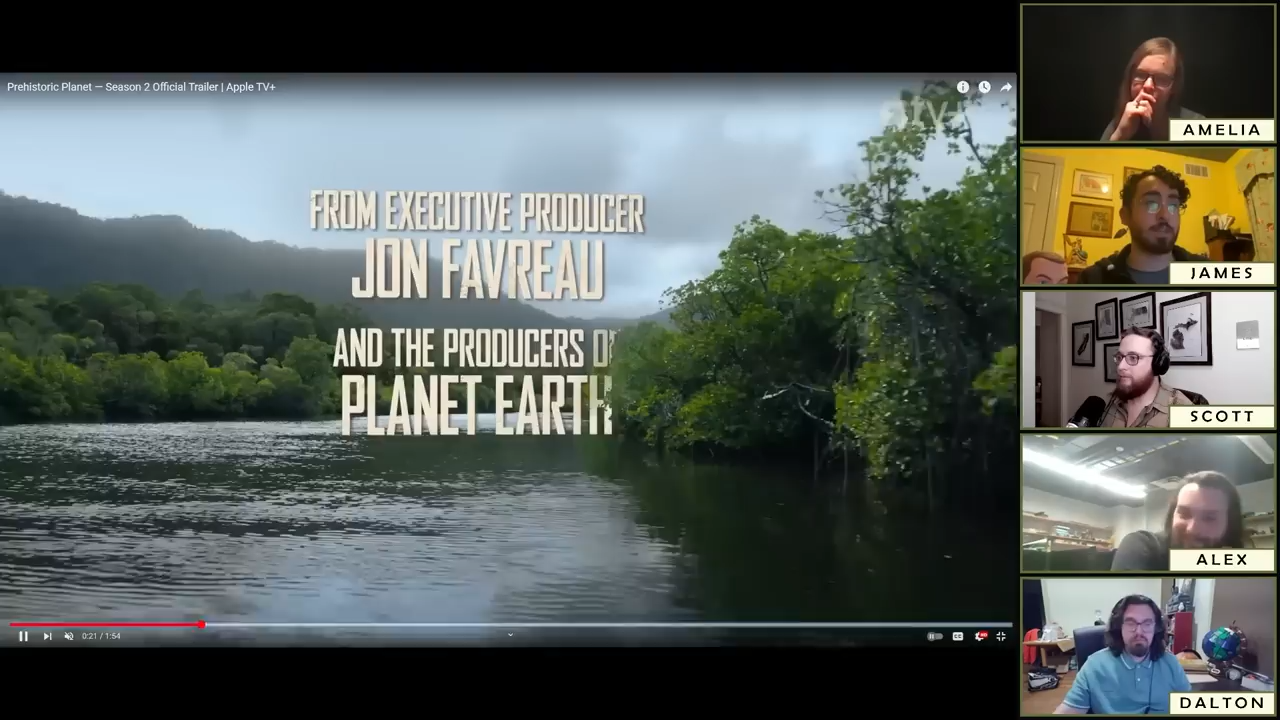 Prehistoric Planet — Season 2 Official Trailer | Apple TV+
tv+
FROM EXECUTIVE PRODUCER
JON FAVREAU
AND THE PRODUCERS OF
PLANET EARTH
0:21 / 1:54
AMELIA
JAMES
SCOTT
ALEX
DALTON